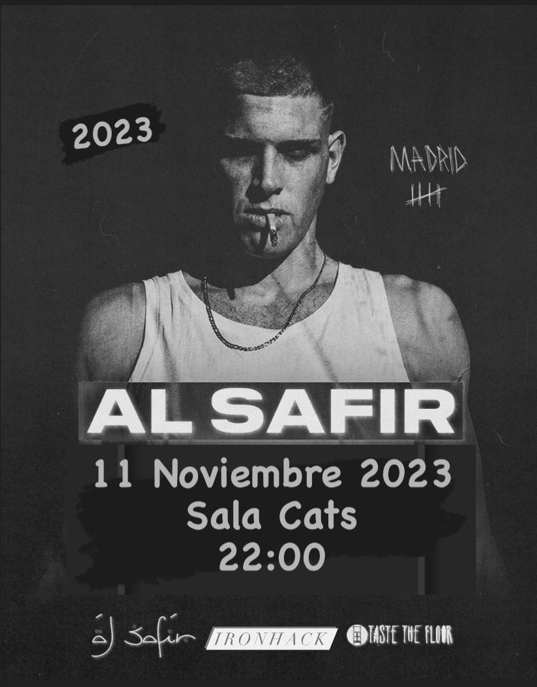 2023
MADRID
AL SAFIR
11 Noviembre 2023
Sala Cats
22:00
al safir
IRONHACK
TASTE THE FLOOR